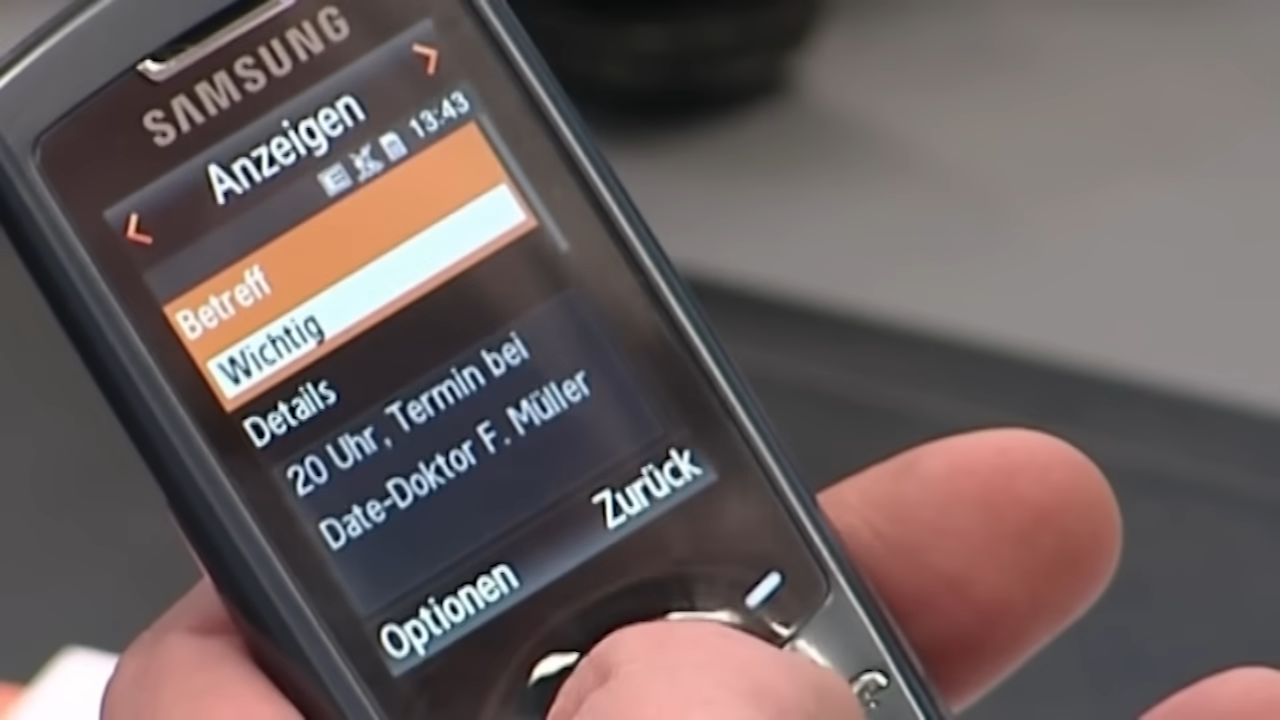 SAMSUNG
Anzeigen
13:43
Betreff
Wichtig
Details
20 Uhr, Termin bei
Date-Doktor F. Müller
Zurück
Optionen